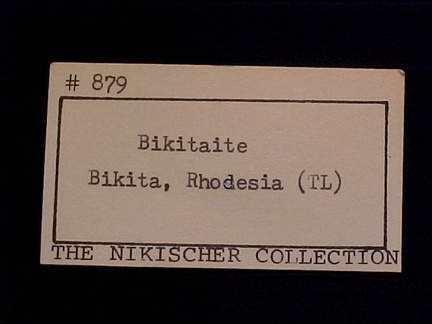 # 879
Bikitaite
Bikita, Rhodesia (TL)
THE NIKISCHER COLLECTION